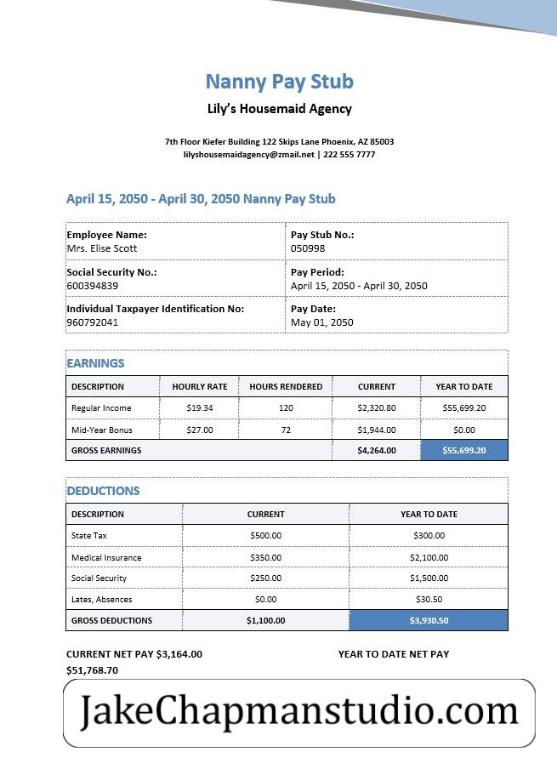 Nanny Pay Stub
Lily's Housemaid Agency
7th Floor Kiefer Building 122 Skips Lane Phoenix, AZ 85003
lilyshousemaidagency@zmail.net | 222 555 7777
April 15, 2050 - April 30, 2050 Nanny Pay Stub
Employee Name: Pay Stub No.:
Mrs. Elise Scott 050998
Social Security No.: Pay Period:
600394839 April 15, 2050 - April 30, 2050
Individual Taxpayer Identification No: Pay Date:
960792041 May 01, 2050
EARNINGS
DESCRIPTION HOURLY RATE HOURS RENDERED CURRENT YEAR TO DATE
Regular Income $19.34 120 $2,320.80 $55,699.20
Mid-Year Bonus $27.00 72 $1,944.00 $0.00
GROSS EARNINGS $4,264.00 $55,699.20
DEDUCTIONS
DESCRIPTION CURRENT YEAR TO DATE
State Tax $500.00 $300.00
Medical Insurance $350.00 $2,100.00
Social Security $250.00 $1,500.00
Lates, Absences $0.00 $30.50
GROSS DEDUCTIONS $1,100.00 $3,930.50
CURRENT NET PAY $3,164.00 YEAR TO DATE NET PAY
$51,768.70
JakeChapmanstudio.com